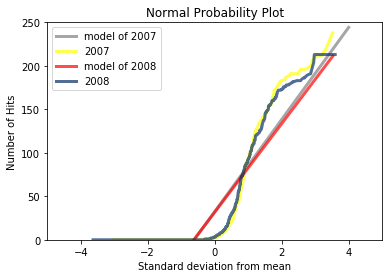 Normal Probability Plot
250
200
150
100
50
0
Number of Hits
model of 2007
2007
model of 2008
2008
−4 −2 0 2 4
Standard deviation from mean